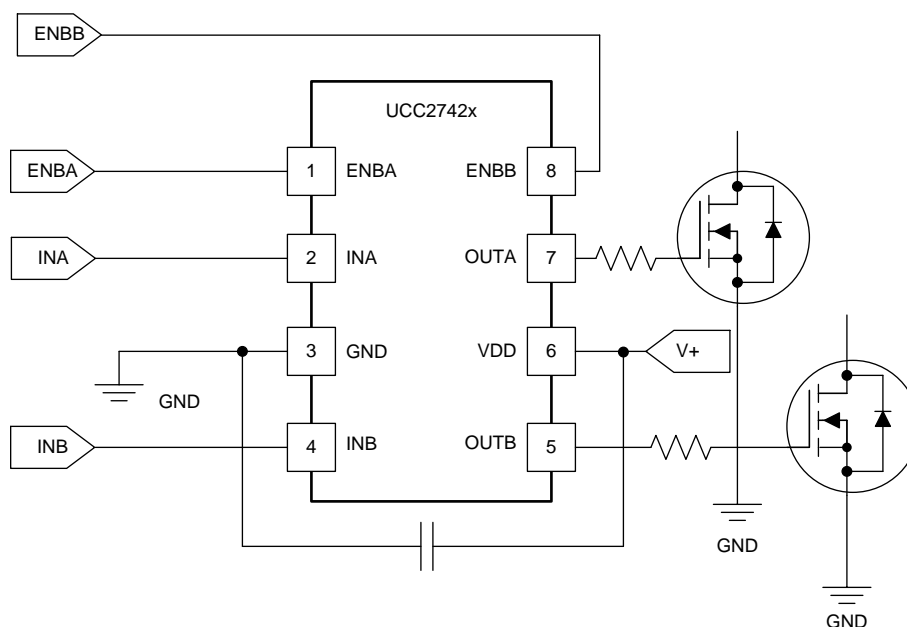 ENBB
UCC2742x
ENBA
1
ENBA
ENBB
8
INA
2
INA
OUTA
7
3
GND
VDD
6
V+
GND
INB
4
INB
OUTB
5
GND
GND